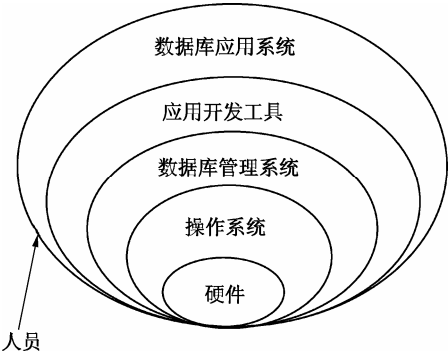 数据库应用系统
应用开发工具
数据库管理系统
操作系统
硬件
人员